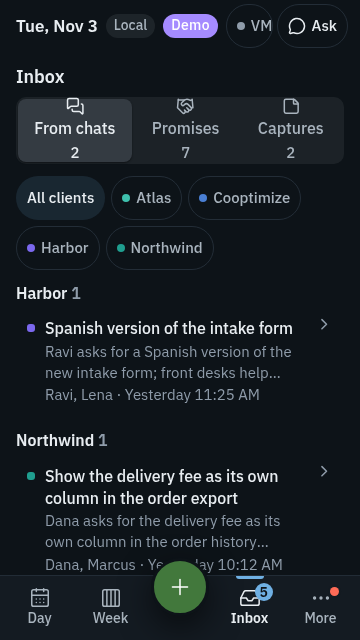 Tue, Nov 3 Local Demo VM Ask
Inbox
From chats Promises Captures
2 7 2
All clients Atlas Cooptimize
Harbor Northwind
Harbor 1
Spanish version of the intake form
Ravi asks for a Spanish version of the
new intake form; front desks help…
Ravi, Lena · Yesterday 11:25 AM
Northwind 1
Show the delivery fee as its own
column in the order export
Dana asks for the delivery fee as its
own column in the order history…
Dana, Marcus · 10:12 AM
5
Day Week Inbox More